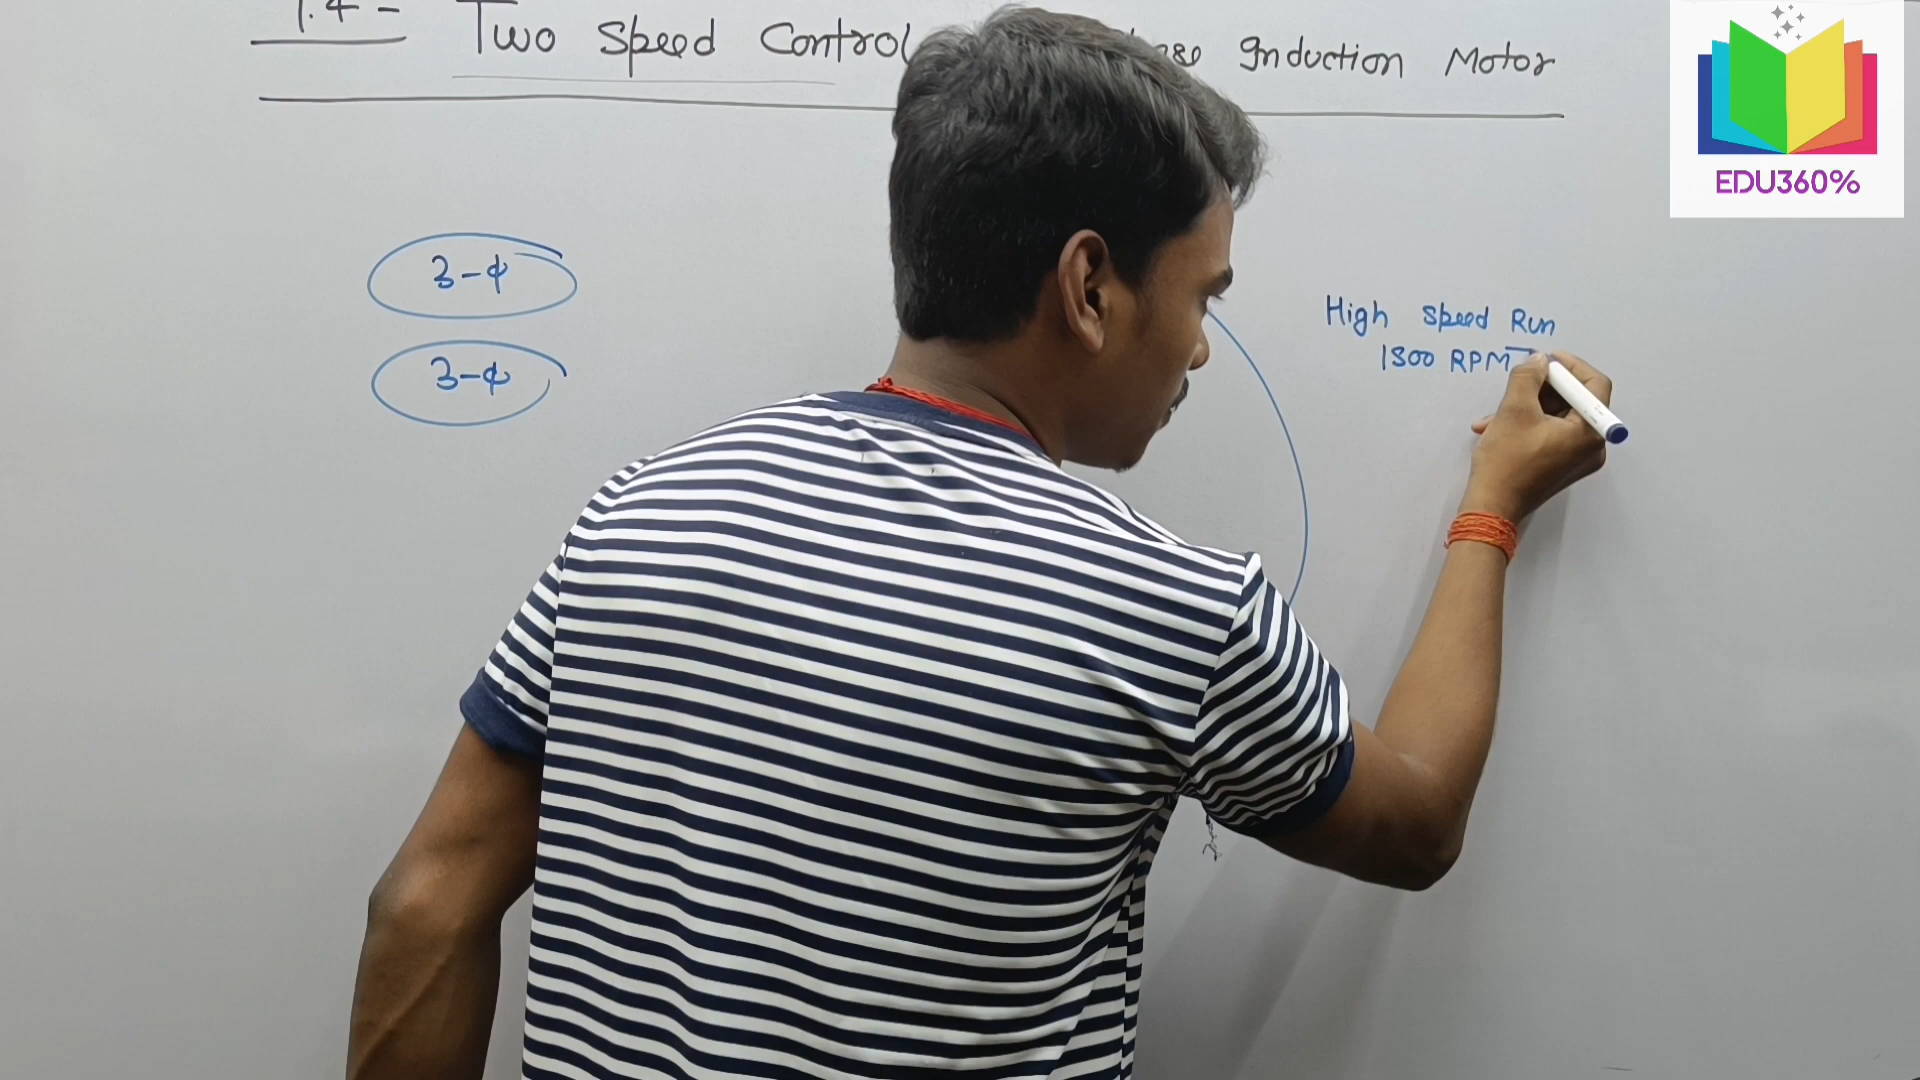 1.4 - Two Speed Control Induction Motor
EDU360%
3-ϕ
3-ϕ
High Speed Run
1500 RPM